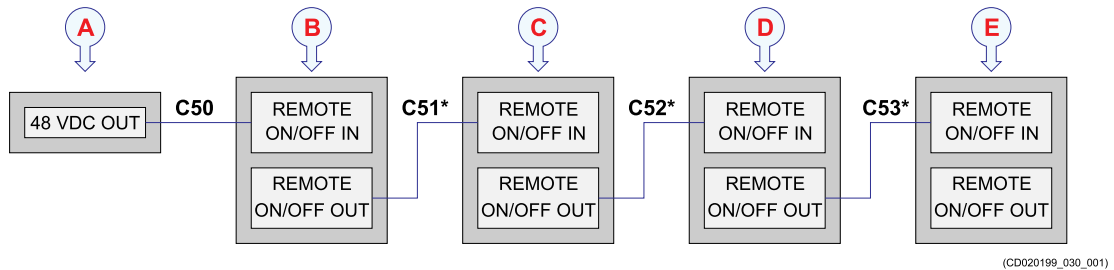 A
B
C
D
E
48 VDC OUT
C50
REMOTE
ON/OFF IN
REMOTE
ON/OFF OUT
C51*
REMOTE
ON/OFF IN
REMOTE
ON/OFF OUT
C52*
REMOTE
ON/OFF IN
REMOTE
ON/OFF OUT
C53*
REMOTE
ON/OFF IN
REMOTE
ON/OFF OUT
(CD020199_030_001)